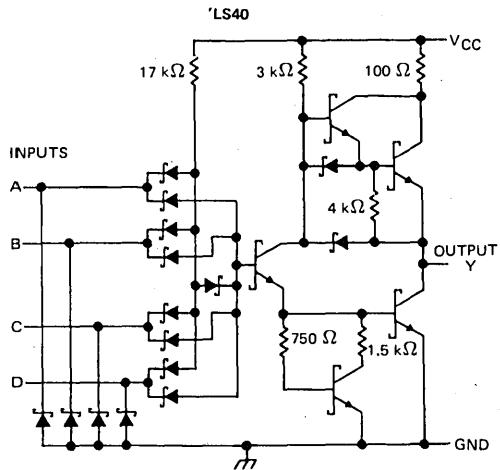 'LS40
VCC
17 kΩ
3 kΩ
100 Ω
INPUTS
A
4 kΩ
B
OUTPUT
Y
C
750 Ω
1.5 kΩ
D
GND